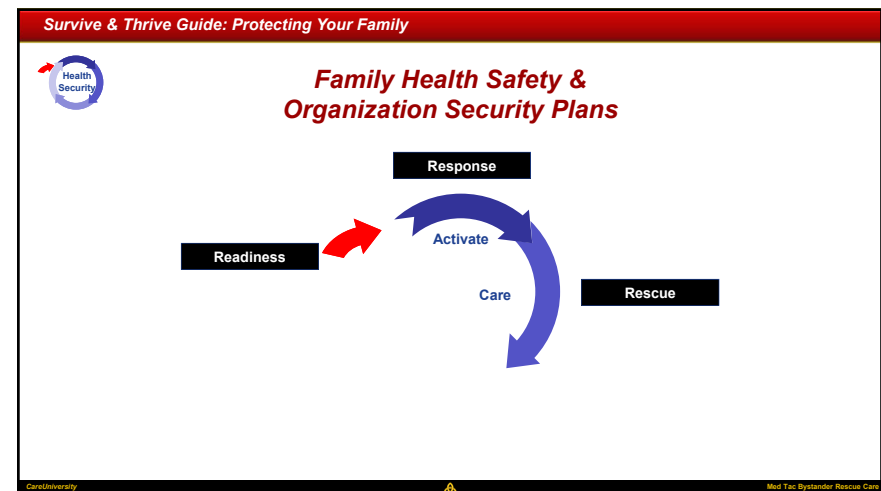 Survive & Thrive Guide: Protecting Your Family
Health
Security
Family Health Safety &
Organization Security Plans
Response
Activate
Readiness
Care
Rescue
CareUniversity
Med Tac Bystander Rescue Care